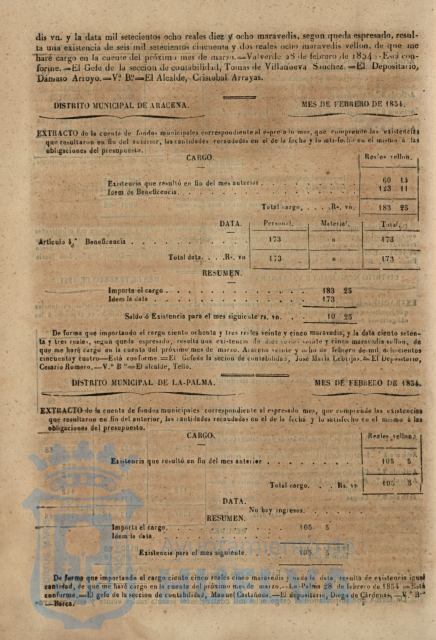 dis vn. y la data mil setecientos ocho reales diez y ocho maravedis, segun queda espresado, resul-
ta una existencia de seis mil setecientos cincuenta y dos reales ocho maravedis vellon, de que me
haré cargo en la cuenta del próximo mes de marzo.—Valverde 28 de febrero de 1854.—Está con-
forme.—El Gefe de la seccion de contabilidad, Tomas de Villanueva Sanchez.—El Depositario,
Dámaso Arroyo.—V.º B.º—El Alcalde, Cristobal Arrayas.
DISTRITO MUNICIPAL DE ARACENA. MES DE FEBRERO DE 1854.
EXTRACTO de la cuenta de fondos municipales correspondiente al espresado mes, que comprende las existencias
que resultaron en fin del anterior, las cantidades recaudadas en el de la fecha y lo satisfecho en el mismo á las
obligaciones del presupuesto.
CARGO. Reales vellon.
Existencia que resultó en fin del mes anterior 60 14
Idem de Beneficencia 123 11
Total cargo, Rs. vn. 183 25
DATA. Personal. Material. Total.
Artículo 4.º Beneficencia 173 » 173
Total data. Rs. vn 173 » 173
RESUMEN.
Importa el cargo 183 25
Idem la data 173
Saldo ó Existencia para el mes siguiente rs. vn. 10 25
De forma que importando el cargo ciento ochenta y tres reales veinte y cinco maravedis, y la data ciento seten-
ta y tres reales, segun queda espresado, resulta una existencia de diez reales veinte y cinco maravedis vellon, de
que me haré cargo en la cuenta del próximo mes de marzo. Aracena veinte y ocho de febrero de mil ochocientos
cincuenta y cuatro—Está conforme—El Gefe de la seccion de contabilidad, José María Lebrija.—El Depositario,
Cesario Romero.—V.º B.º—El alcalde, Tello.
DISTRITO MUNICIPAL DE LA-PALMA. MES DE FEBRERO DE 1854.
EXTRACTO de la cuenta de fondos municipales correspondiente al espresado mes, que comprende las existencias
que resultaron en fin del anterior, las cantidades recaudadas en el de la fecha y lo satisfecho en el mismo á las
obligaciones del presupuesto.
CARGO. Reales vellon.
Existencia que resultó en fin del mes anterior 105 5
Total cargo. Rs. vn 105 5
DATA.
No hay ingresos.
RESUMEN.
Importa el cargo. 105 5
Idem la data
Existencia para el mes siguiente. 105 5
De forma que importando el cargo ciento cinco reales cinco maravedis y nada la data, resulta de existencia igual
cantidad, de que me haré cargo en la cuenta del próximo mes de marzo.—La-Palma 28 de febrero de 1854—Está
conforme.—El gefe de la seccion de contabilidad, Manuel Castaños.—El depositario, Diego de Cárdenas.—V.º B.º
—Barca.